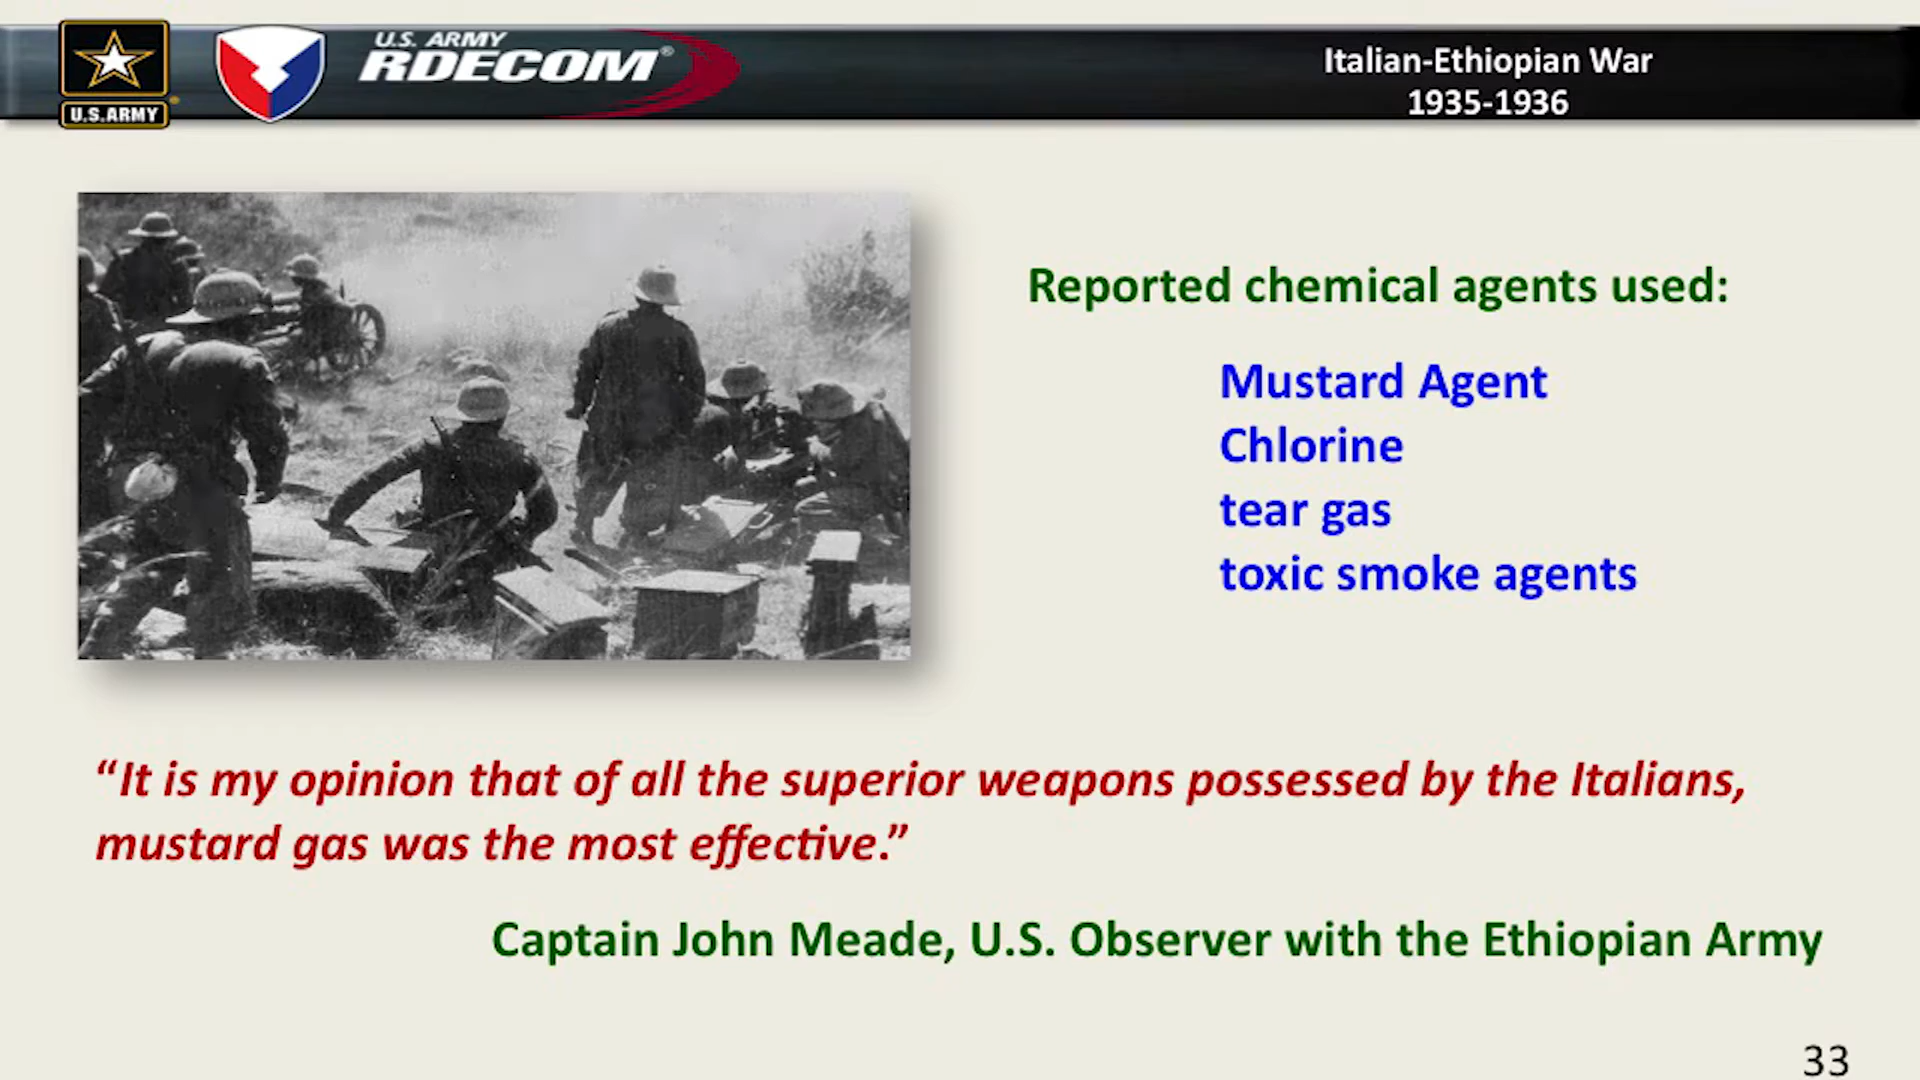 U.S. ARMY
RDECOM®
U.S.ARMY
Italian-Ethiopian War
1935-1936
Reported chemical agents used:
Mustard Agent
Chlorine
tear gas
toxic smoke agents
“It is my opinion that of all the superior weapons possessed by the Italians,
mustard gas was the most effective.”
Captain John Meade, U.S. Observer with the Ethiopian Army
33